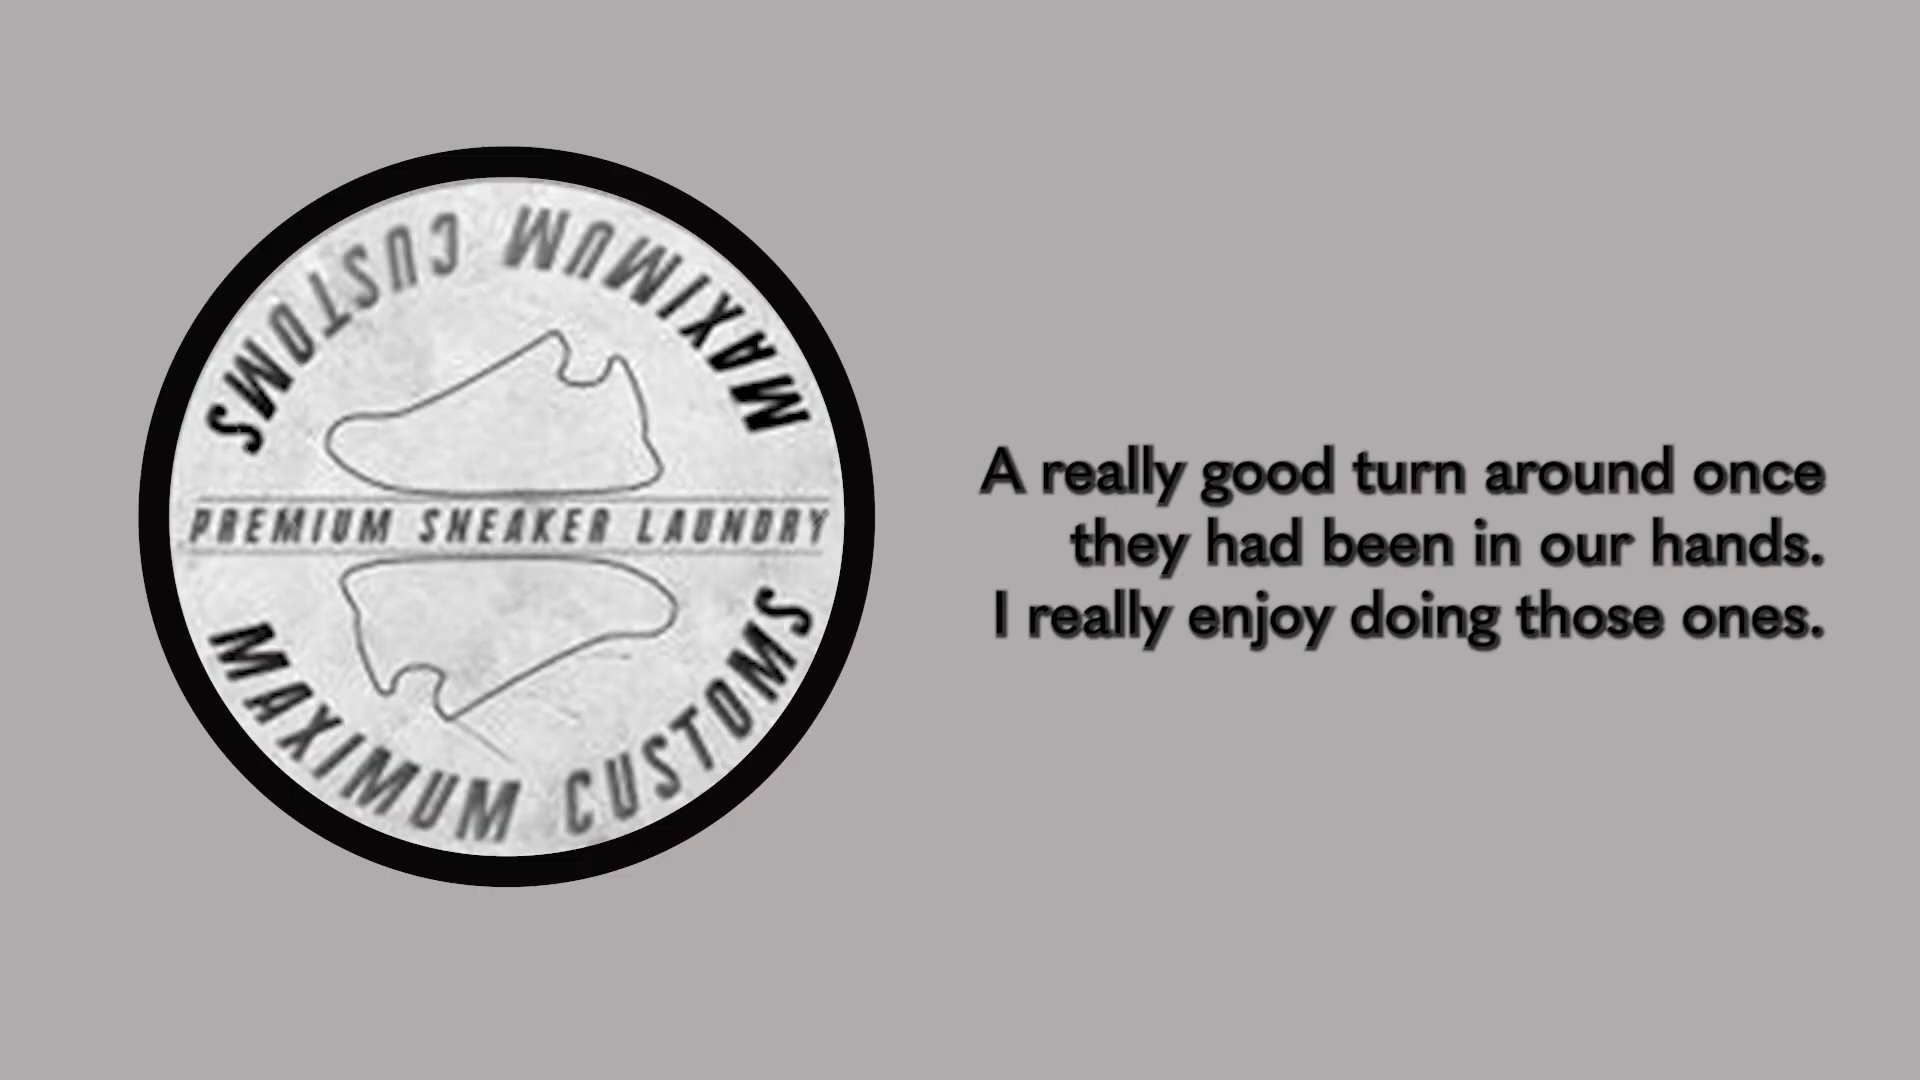 MAXIMUM CUSTOMS
PREMIUM SNEAKER LAUNDRY
MAXIMUM CUSTOMS
A really good turn around once
they had been in our hands.
I really enjoy doing those ones.